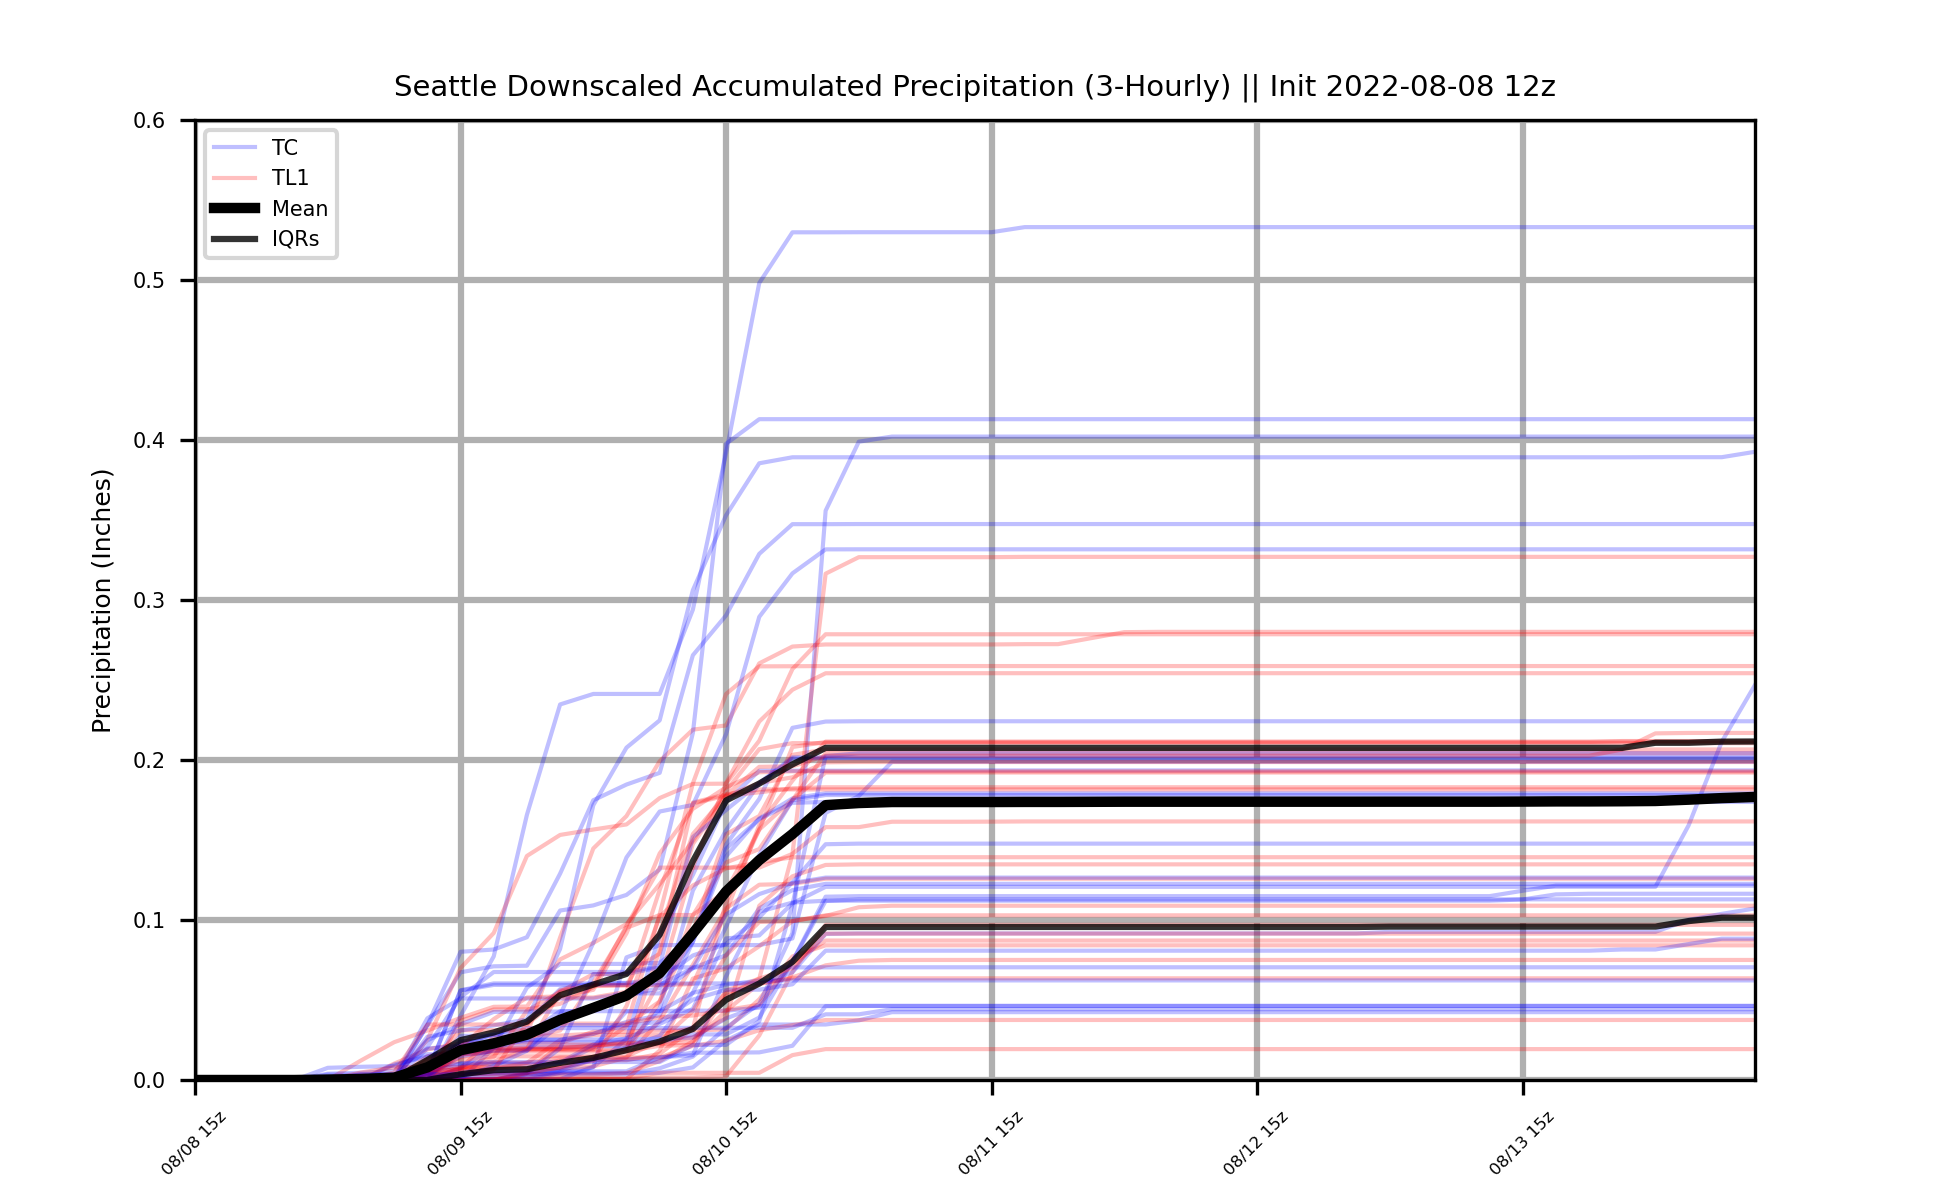 Seattle Downscaled Accumulated Precipitation (3-Hourly) || Init 2022-08-08 12z
TC
TL1
Mean
IQRs
Precipitation (Inches)
0.6
0.5
0.4
0.3
0.2
0.1
0.0
08/08 15z
08/09 15z
08/10 15z
08/11 15z
08/12 15z
08/13 15z